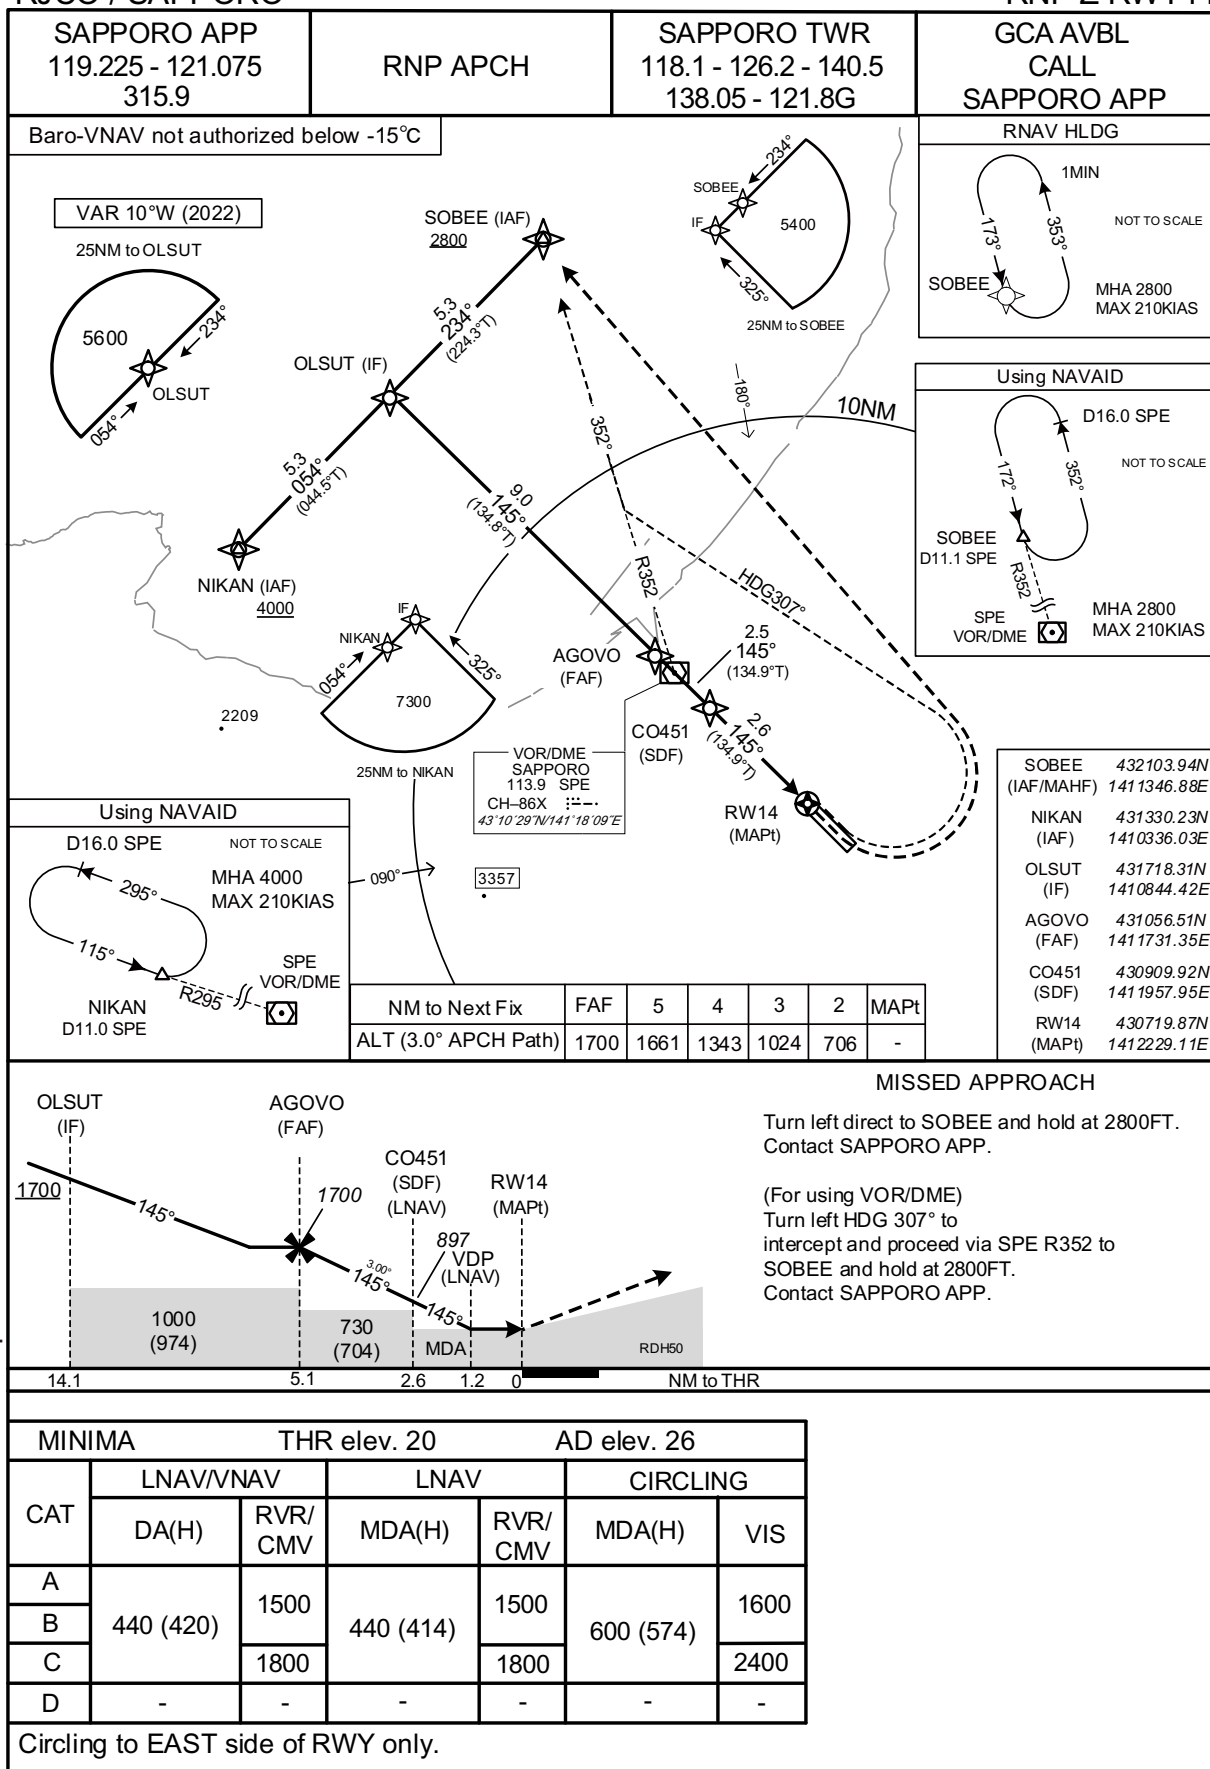 SAPPORO APP
119.225 - 121.075
315.9
RNP APCH
SAPPORO TWR
118.1 - 126.2 - 140.5
138.05 - 121.8G
GCA AVBL
CALL
SAPPORO APP
Baro-VNAV not authorized below -15°C
VAR 10°W (2022)
25NM to OLSUT
5600
234°
OLSUT
054°
SOBEE (IAF)
2800
5.3
234°
(224.3°T)
OLSUT (IF)
5.3
054°
(044.5°T)
NIKAN (IAF)
4000
9.0
145°
(134.8°T)
SOBEE
234°
IF
5400
325°
25NM to SOBEE
180°
10NM
352°
R352
HDG307°
RNAV HLDG
1MIN
173°
353°
NOT TO SCALE
SOBEE
MHA 2800
MAX 210KIAS
Using NAVAID
D16.0 SPE
172°
352°
NOT TO SCALE
SOBEE
D11.1 SPE
R352
SPE
VOR/DME
MHA 2800
MAX 210KIAS
IF
NIKAN
054°
325°
7300
25NM to NIKAN
2209
AGOVO
(FAF)
2.5
145°
(134.9°T)
CO451
(SDF)
2.6
145°
(134.9°T)
RW14
(MAPt)
VOR/DME
SAPPORO
113.9 SPE
CH–86X
43°10'29"N/141°18'09"E
090°
3357
Using NAVAID
D16.0 SPE
NOT TO SCALE
295°
MHA 4000
MAX 210KIAS
115°
SPE
VOR/DME
R295
NIKAN
D11.0 SPE
SOBEE 432103.94N
(IAF/MAHF) 1411346.88E
NIKAN 431330.23N
(IAF) 1410336.03E
OLSUT 431718.31N
(IF) 1410844.42E
AGOVO 431056.51N
(FAF) 1411731.35E
CO451 430909.92N
(SDF) 1411957.95E
RW14 430719.87N
(MAPt) 1412229.11E
NM to Next Fix FAF 5 4 3 2 MAPt
ALT (3.0° APCH Path) 1700 1661 1343 1024 706 -
OLSUT
(IF)
AGOVO
(FAF)
CO451
(SDF)
(LNAV)
RW14
(MAPt)
1700
145°
1700
3.00°
145°
897
VDP
(LNAV)
145°
1000
(974)
730
(704)
MDA
RDH50
14.1 5.1 2.6 1.2 0 NM to THR
MISSED APPROACH
Turn left direct to SOBEE and hold at 2800FT.
Contact SAPPORO APP.
(For using VOR/DME)
Turn left HDG 307° to
intercept and proceed via SPE R352 to
SOBEE and hold at 2800FT.
Contact SAPPORO APP.
MINIMA THR elev. 20 AD elev. 26
CAT LNAV/VNAV LNAV CIRCLING
DA(H) RVR/CMV MDA(H) RVR/CMV MDA(H) VIS
A
B
440 (420) 1500 440 (414) 1500 600 (574) 1600
C 1800 1800 2400
D - - - - - -
Circling to EAST side of RWY only.